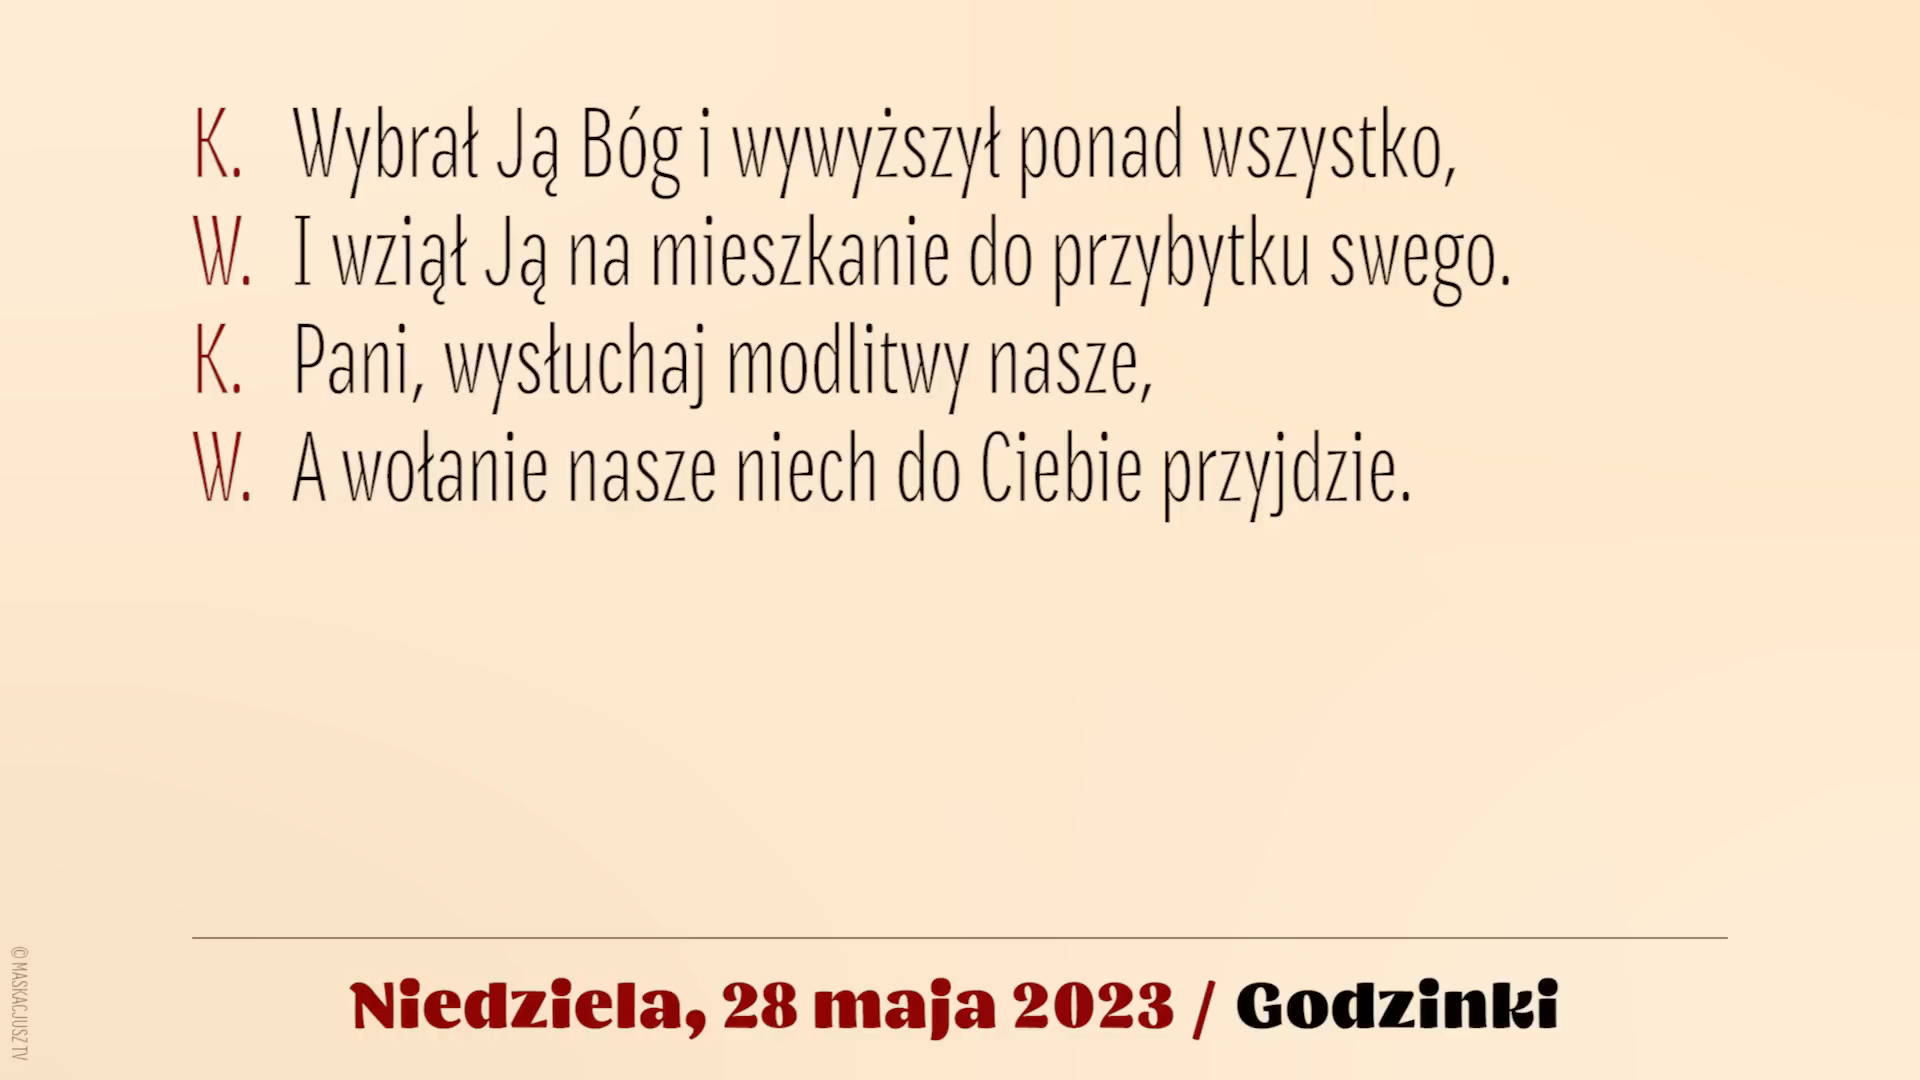 K. Wybrał Ją Bóg i wywyższył ponad wszystko,
W. I wziął Ją na mieszkanie do przybytku swego.
K. Pani, wysłuchaj modlitwy nasze,
W. A wołanie nasze niech do Ciebie przyjdzie.
Niedziela, 28 maja 2023 / Godzinki
© MASKACJUSZ TV